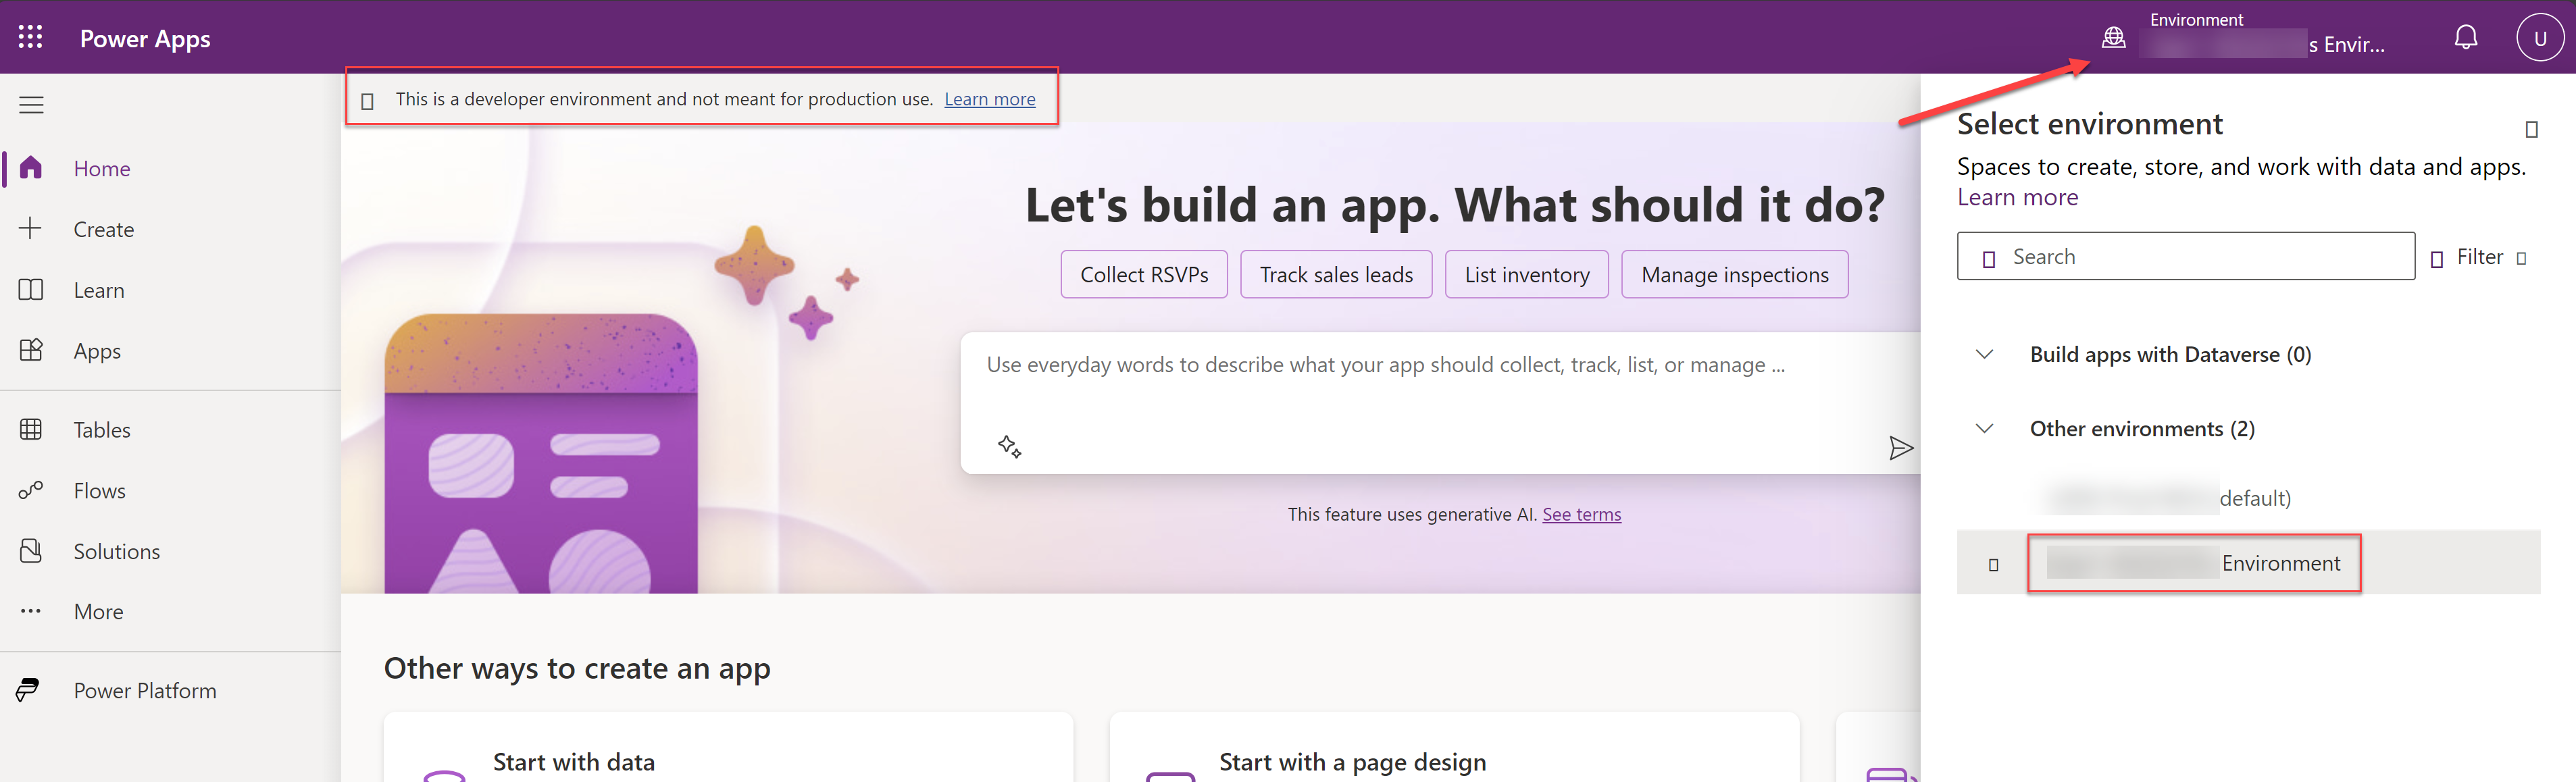 Power Apps
Environment
s Envir...
U
This is a developer environment and not meant for production use. Learn more
Home
Create
Learn
Apps
Tables
Flows
Solutions
More
Power Platform
Let's build an app. What should it do?
Collect RSVPs
Track sales leads
List inventory
Manage inspections
Use everyday words to describe what your app should collect, track, list, or manage ...
This feature uses generative AI. See terms
Other ways to create an app
Start with data
Start with a page design
Select environment
Spaces to create, store, and work with data and apps.
Learn more
Search
Filter
Build apps with Dataverse (0)
Other environments (2)
default)
Environment